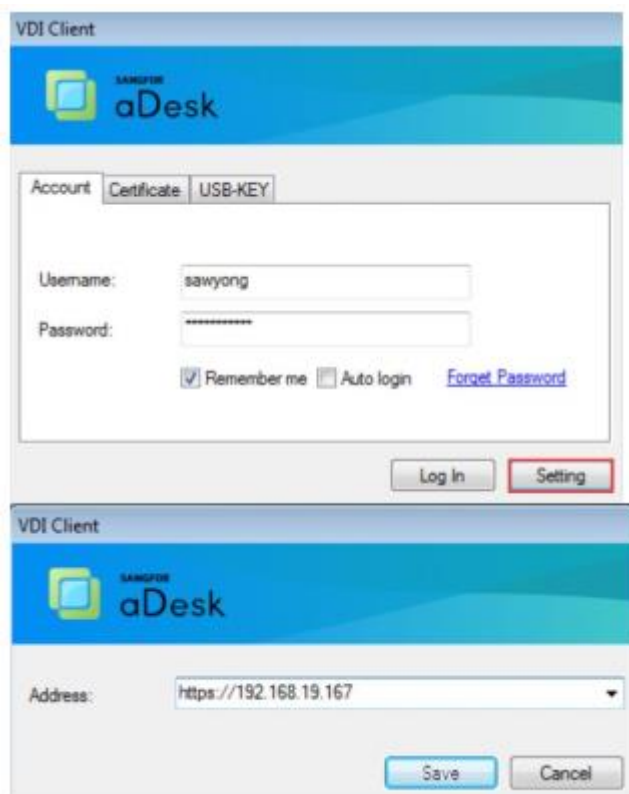 VDI Client
SANGFOR
aDesk
Account Certificate USB-KEY
Username: sawyong
Password: ***********
Remember me Auto login Forget Password
Log In Setting
VDI Client
SANGFOR
aDesk
Address: https://192.168.19.167
Save Cancel